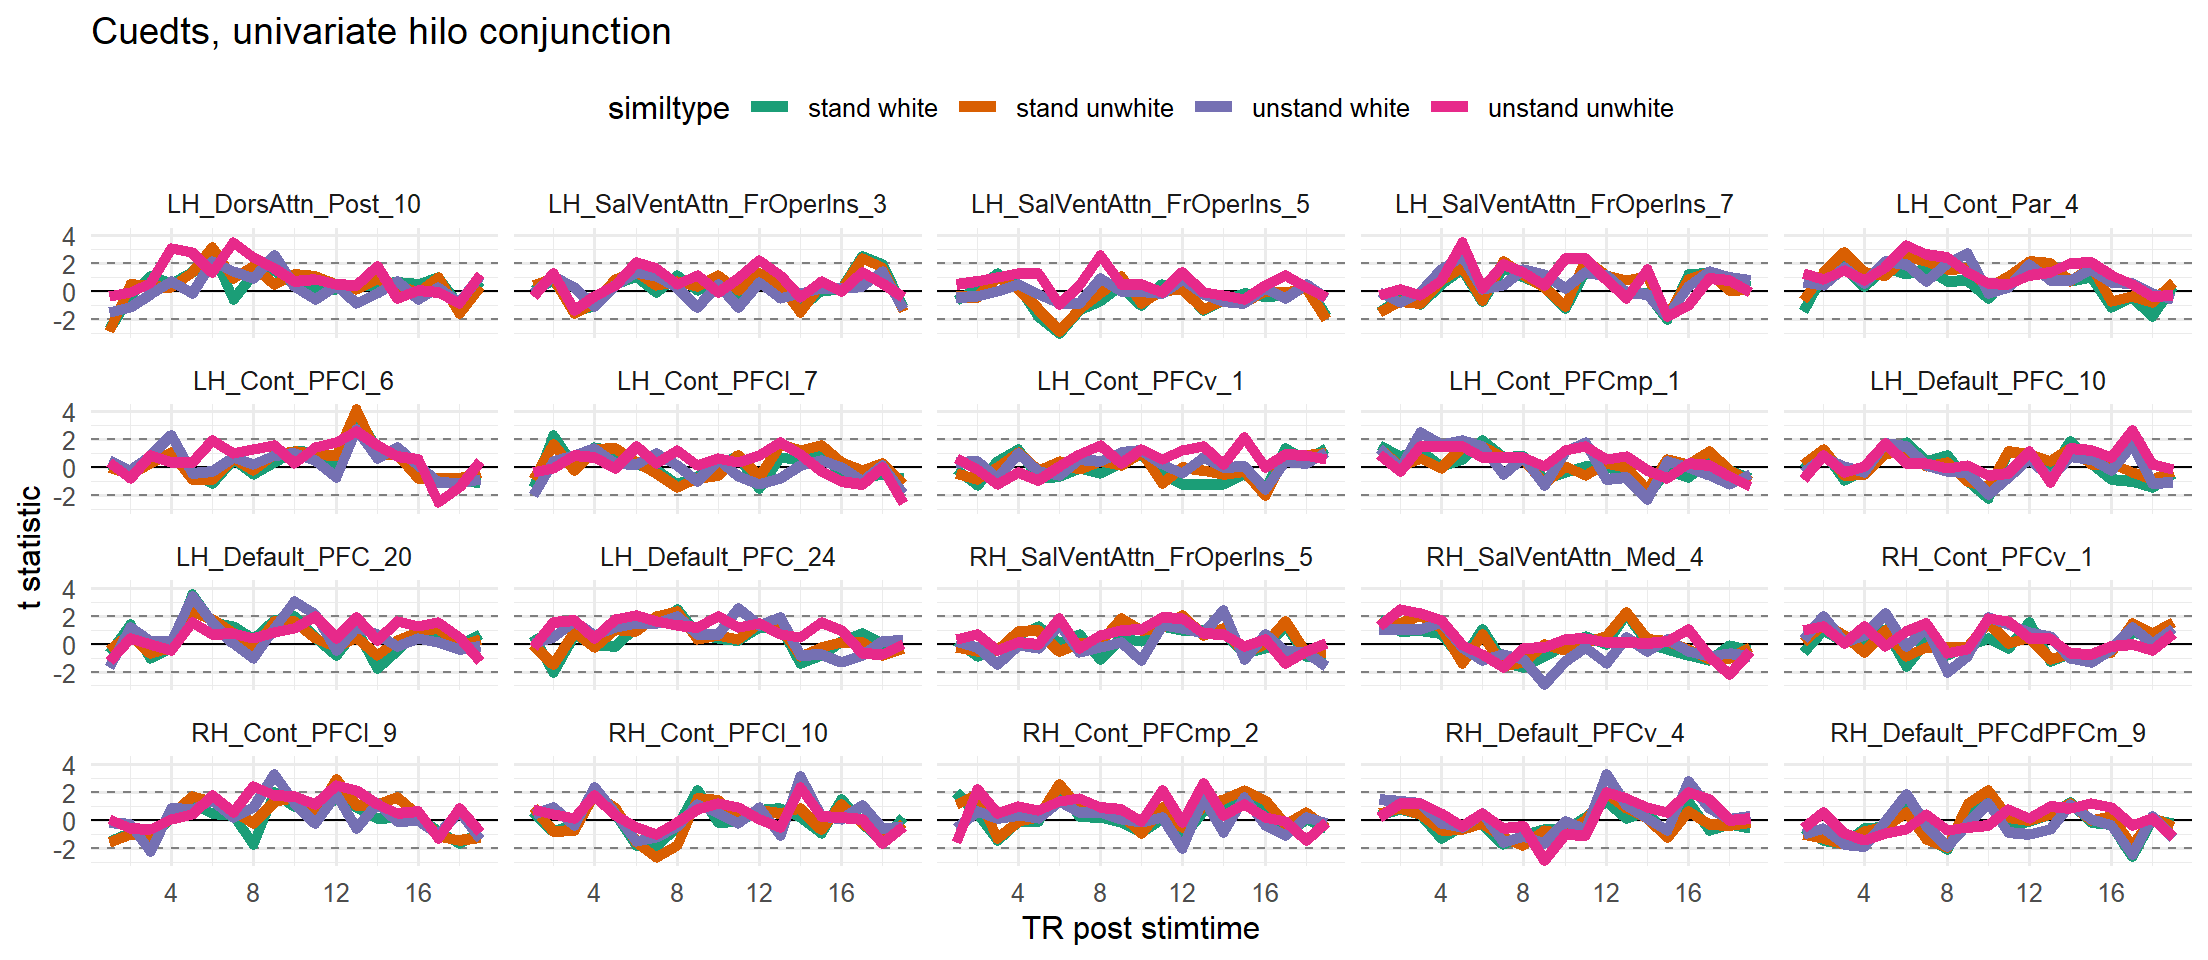 Cuedts, univariate hilo conjunction
similtype stand white stand unwhite unstand white unstand unwhite
LH_DorsAttn_Post_10 LH_SalVentAttn_FrOperIns_3 LH_SalVentAttn_FrOperIns_5 LH_SalVentAttn_FrOperIns_7 LH_Cont_Par_4
4
2
0
-2
LH_Cont_PFCl_6 LH_Cont_PFCl_7 LH_Cont_PFCv_1 LH_Cont_PFCmp_1 LH_Default_PFC_10
4
2
0
-2
t statistic
LH_Default_PFC_20 LH_Default_PFC_24 RH_SalVentAttn_FrOperIns_5 RH_SalVentAttn_Med_4 RH_Cont_PFCv_1
4
2
0
-2
RH_Cont_PFCl_9 RH_Cont_PFCl_10 RH_Cont_PFCmp_2 RH_Default_PFCv_4 RH_Default_PFCdPFCm_9
4
2
0
-2
4 8 12 16 4 8 12 16 4 8 12 16 4 8 12 16 4 8 12 16
TR post stimtime